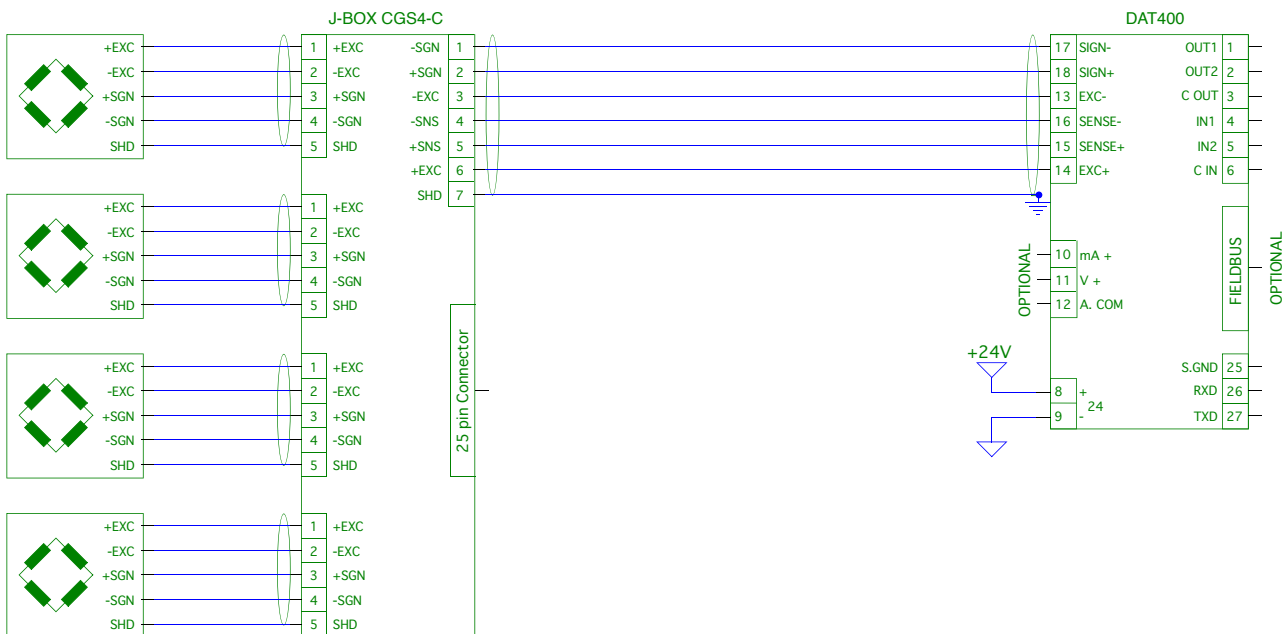 J-BOX CGS4-C
DAT400
+EXC 1 +EXC -SGN 1 17 SIGN- OUT1 1
-EXC 2 -EXC +SGN 2 18 SIGN+ OUT2 2
+SGN 3 +SGN -EXC 3 13 EXC- C OUT 3
-SGN 4 -SGN -SNS 4 16 SENSE- IN1 4
SHD 5 SHD +SNS 5 15 SENSE+ IN2 5
+EXC 6 14 EXC+ C IN 6
SHD 7
+EXC 1 +EXC
-EXC 2 -EXC
+SGN 3 +SGN
-SGN 4 -SGN
SHD 5 SHD
OPTIONAL
10 mA +
11 V +
12 A. COM
FIELDBUS
OPTIONAL
25 pin Connector
+EXC 1 +EXC
-EXC 2 -EXC
+SGN 3 +SGN
-SGN 4 -SGN
SHD 5 SHD
+24V
8 +
24
9 -
S.GND 25
RXD 26
TXD 27
+EXC 1 +EXC
-EXC 2 -EXC
+SGN 3 +SGN
-SGN 4 -SGN
SHD 5 SHD